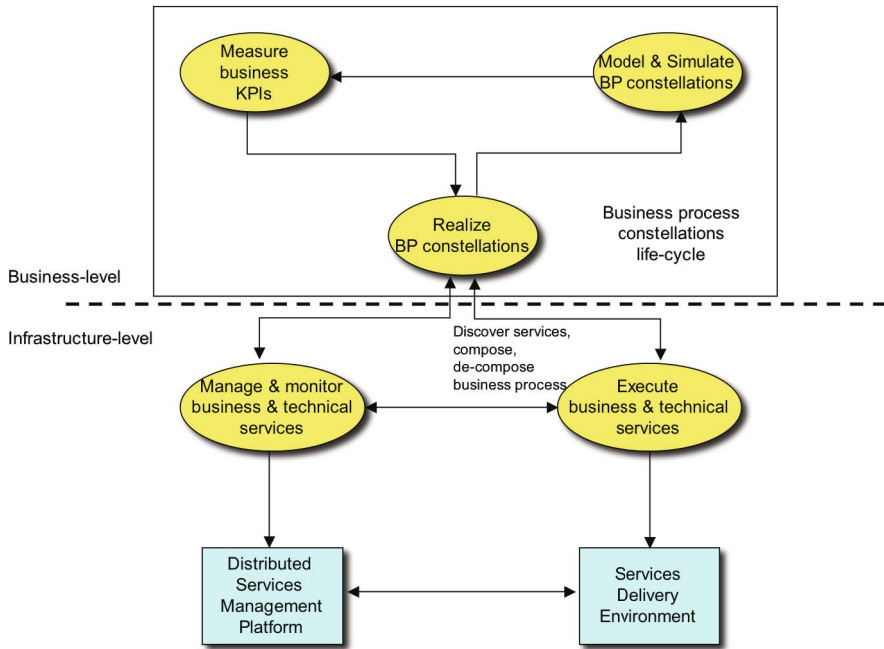 Measure
business
KPIs
Model & Simulate
BP constellations
Realize
BP constellations
Business process
constellations
life-cycle
Business-level
Infrastructure-level
Discover services,
compose,
de-compose
business process
Manage & monitor
business & technical
services
Execute
business & technical
services
Distributed
Services
Management
Platform
Services
Delivery
Environment